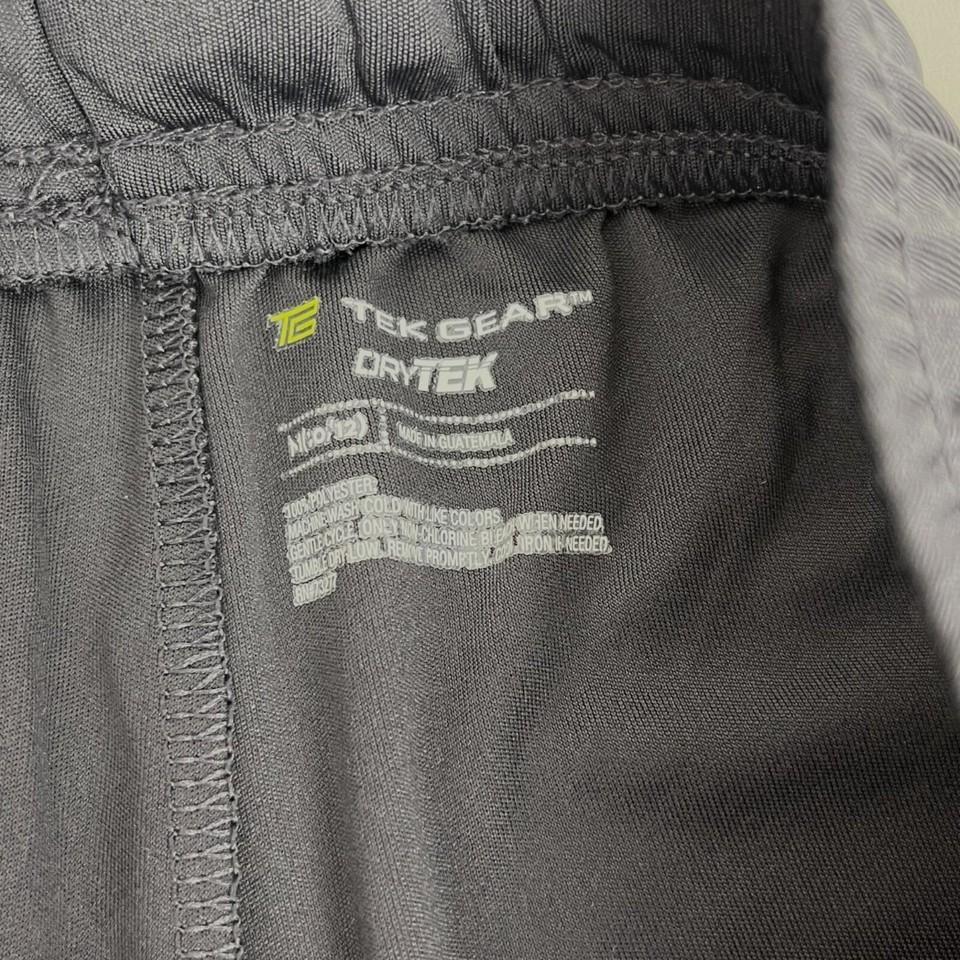 TG TEK GEAR™
DRYTEK
M(10/12) MADE IN GUATEMALA
100% POLYESTER.
MACHINE WASH COLD WITH LIKE COLORS,
GENTLE CYCLE. ONLY NON-CHLORINE BLEACH WHEN NEEDED,
TUMBLE DRY LOW. REMOVE PROMPTLY. COOL IRON IF NEEDED.